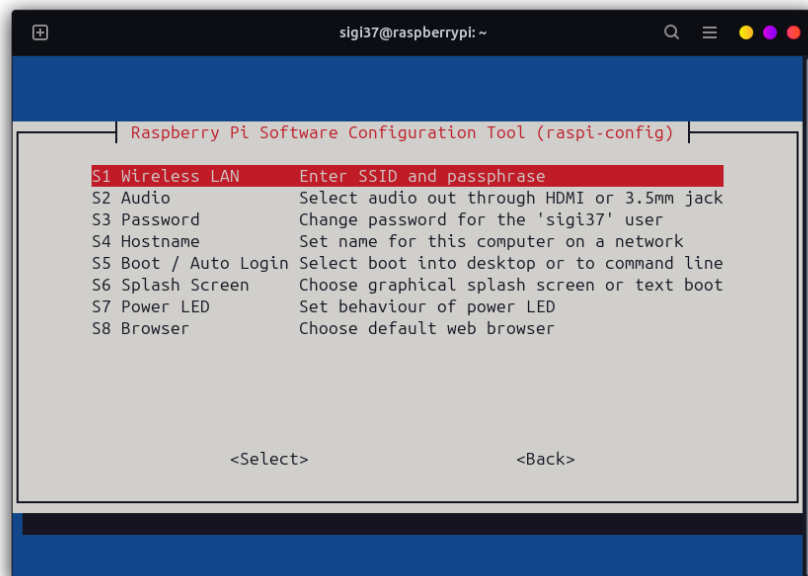 sigi37@raspberrypi: ~
Raspberry Pi Software Configuration Tool (raspi-config)
S1 Wireless LAN Enter SSID and passphrase
S2 Audio Select audio out through HDMI or 3.5mm jack
S3 Password Change password for the 'sigi37' user
S4 Hostname Set name for this computer on a network
S5 Boot / Auto Login Select boot into desktop or to command line
S6 Splash Screen Choose graphical splash screen or text boot
S7 Power LED Set behaviour of power LED
S8 Browser Choose default web browser
<Select> <Back>